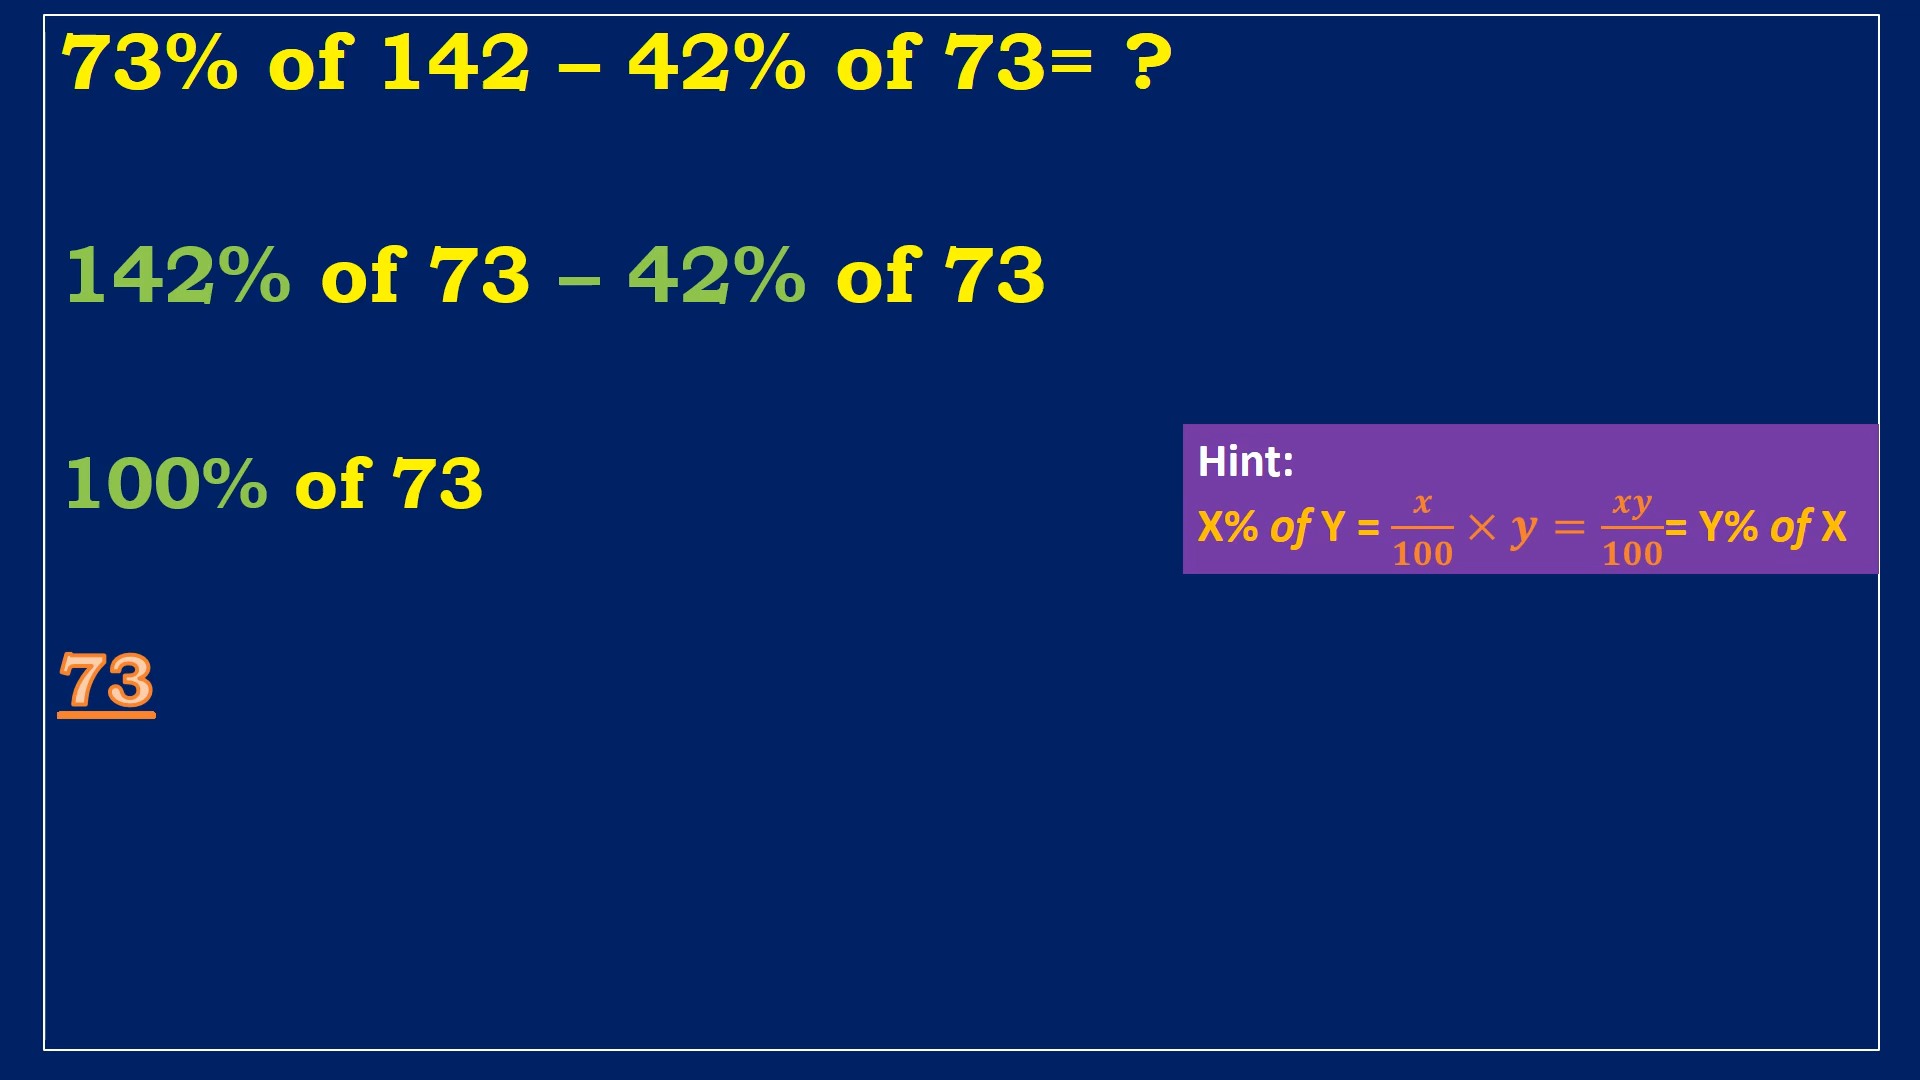 73% of 142 – 42% of 73= ?
142% of 73 – 42% of 73
100% of 73
Hint:
X% of Y = x/100 × y = xy/100= Y% of X
73